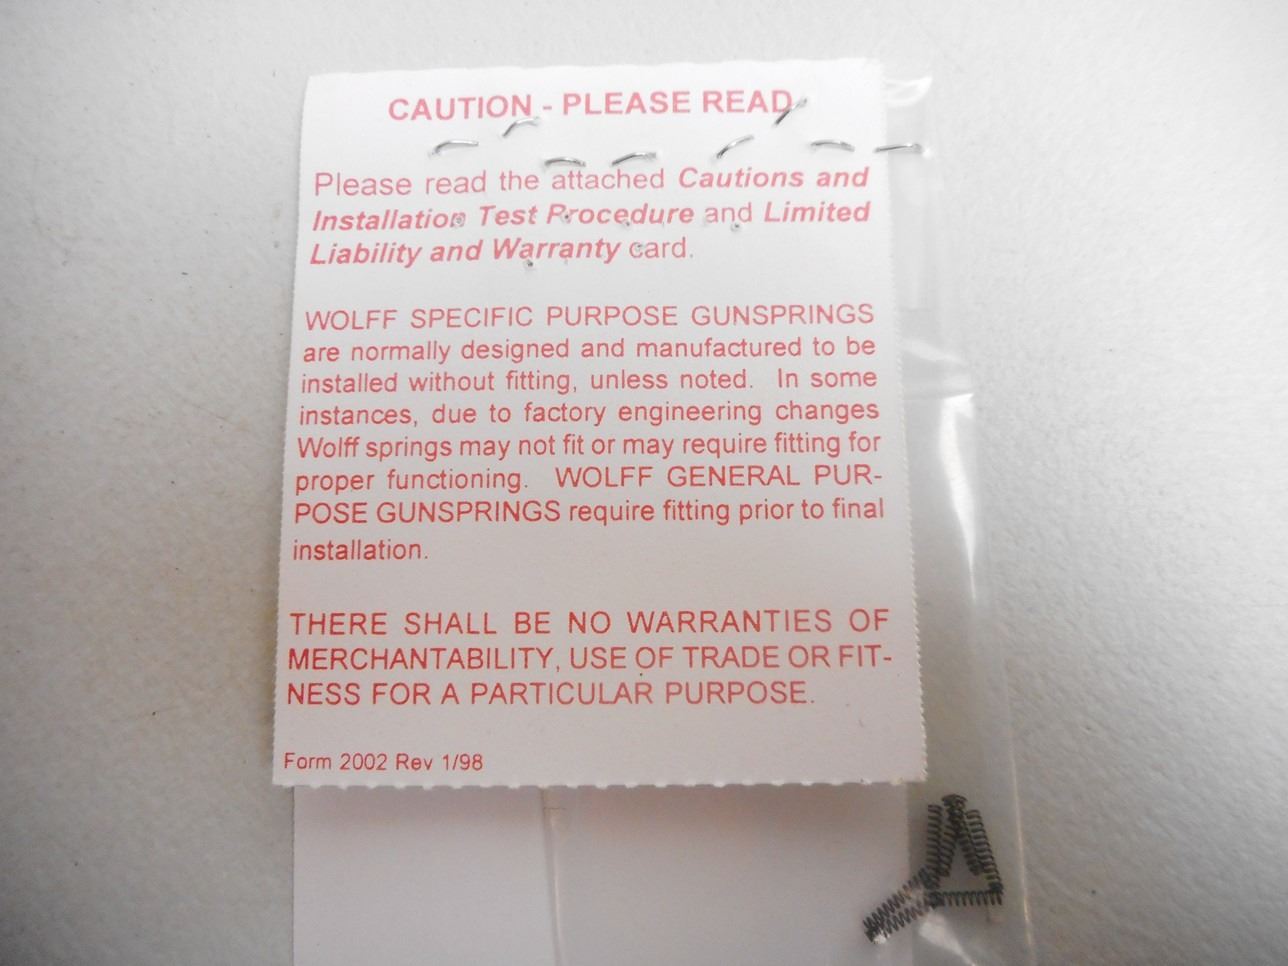 CAUTION - PLEASE READ
Please read the attached Cautions and
Installation Test Procedure and Limited
Liability and Warranty card.
WOLFF SPECIFIC PURPOSE GUNSPRINGS
are normally designed and manufactured to be
installed without fitting, unless noted. In some
instances, due to factory engineering changes
Wolff springs may not fit or may require fitting for
proper functioning. WOLFF GENERAL PUR-
POSE GUNSPRINGS require fitting prior to final
installation.
THERE SHALL BE NO WARRANTIES OF
MERCHANTABILITY, USE OF TRADE OR FIT-
NESS FOR A PARTICULAR PURPOSE.
Form 2002 Rev 1/98